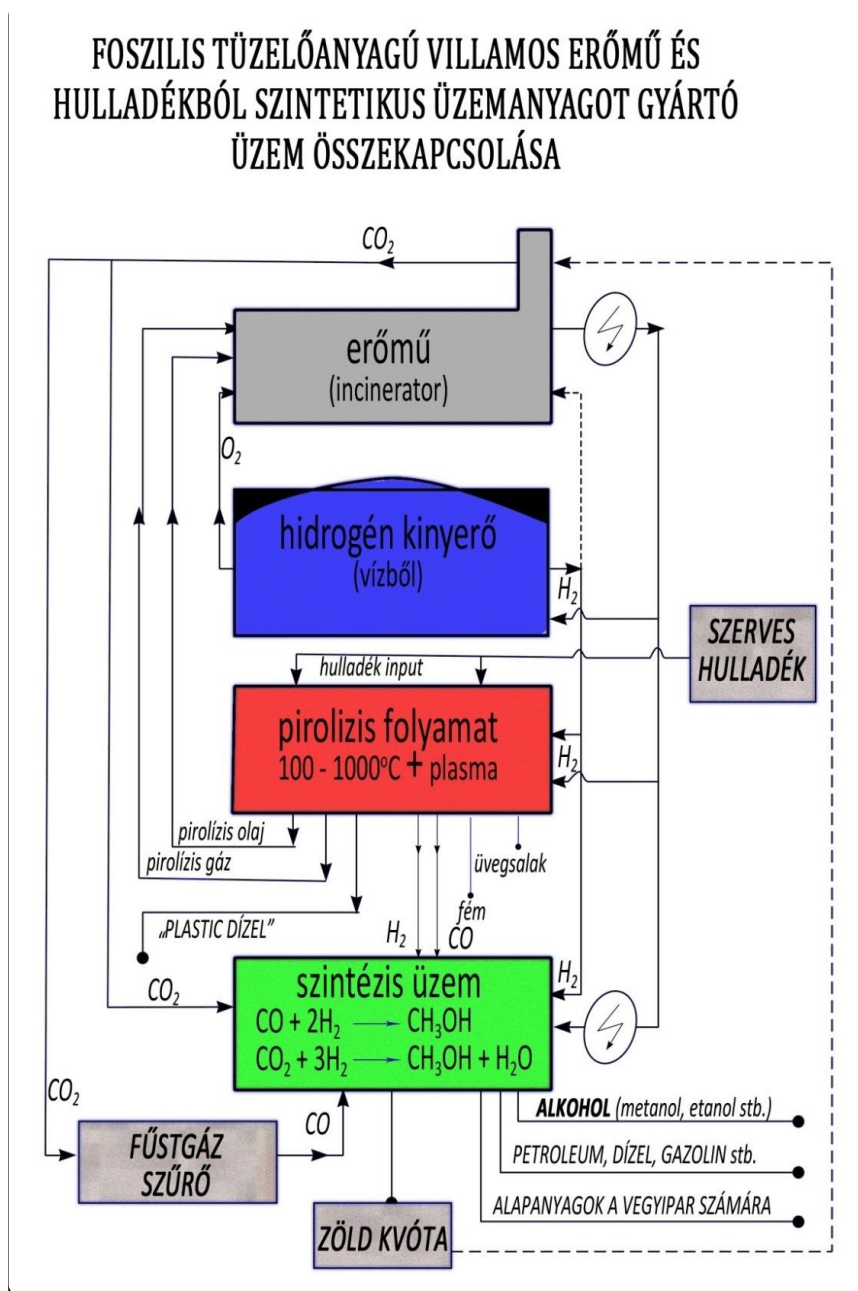 FOSZILIS TÜZELŐANYAGÚ VILLAMOS ERŐMŰ ÉS
HULLADÉKBÓL SZINTETIKUS ÜZEMANYAGOT GYÁRTÓ
ÜZEM ÖSSZEKAPCSOLÁSA
CO₂
erőmű
(incinerator)
O₂
hidrogén kinyerő
(vízből)
H₂
SZERVES
HULLADÉK
hulladék input
pirolizis folyamat
100 - 1000°C + plasma
H₂
pirolízis olaj
pirolízis gáz
üvegsalak
fém
„PLASTIC DÍZEL”
H₂
CO
H₂
CO₂
szintézis üzem
CO + 2H₂ → CH₃OH
CO₂ + 3H₂ → CH₃OH + H₂O
CO₂
FŰSTGÁZ
SZŰRŐ
CO
ALKOHOL (metanol, etanol stb.)
PETROLEUM, DÍZEL, GAZOLIN stb.
ALAPANYAGOK A VEGYIPAR SZÁMÁRA
ZÖLD KVÓTA